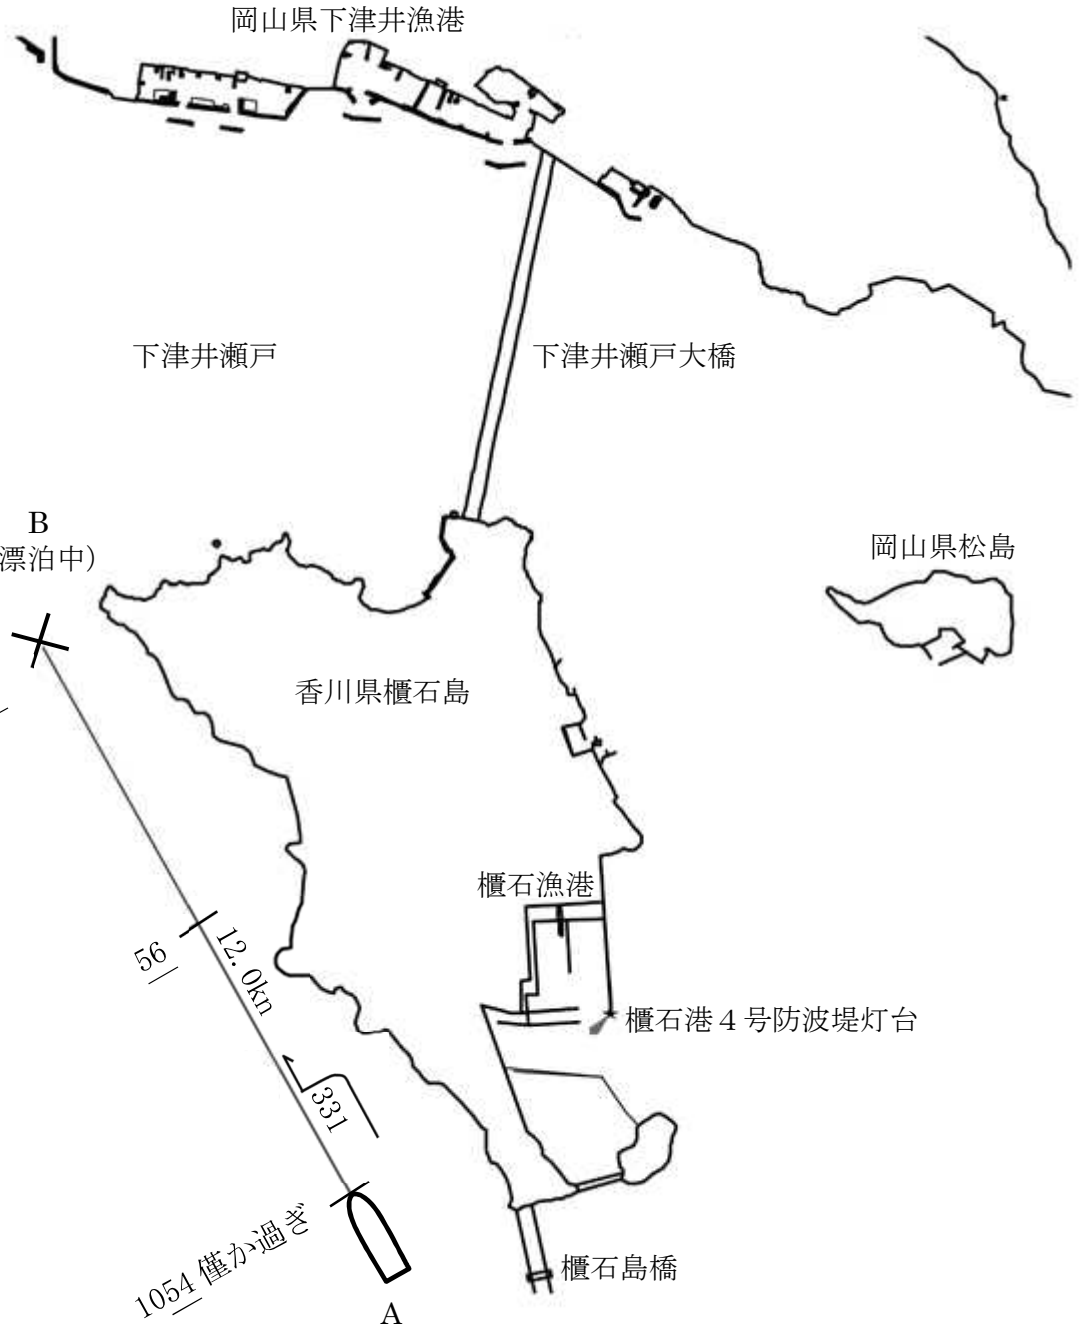 岡山県下津井漁港
下津井瀬戸
下津井瀬戸大橋
B
漂泊中）
岡山県松島
香川県櫃石島
櫃石漁港
56
12.0kn
櫃石港４号防波堤灯台
331
1054 僅か過ぎ
櫃石島橋
A